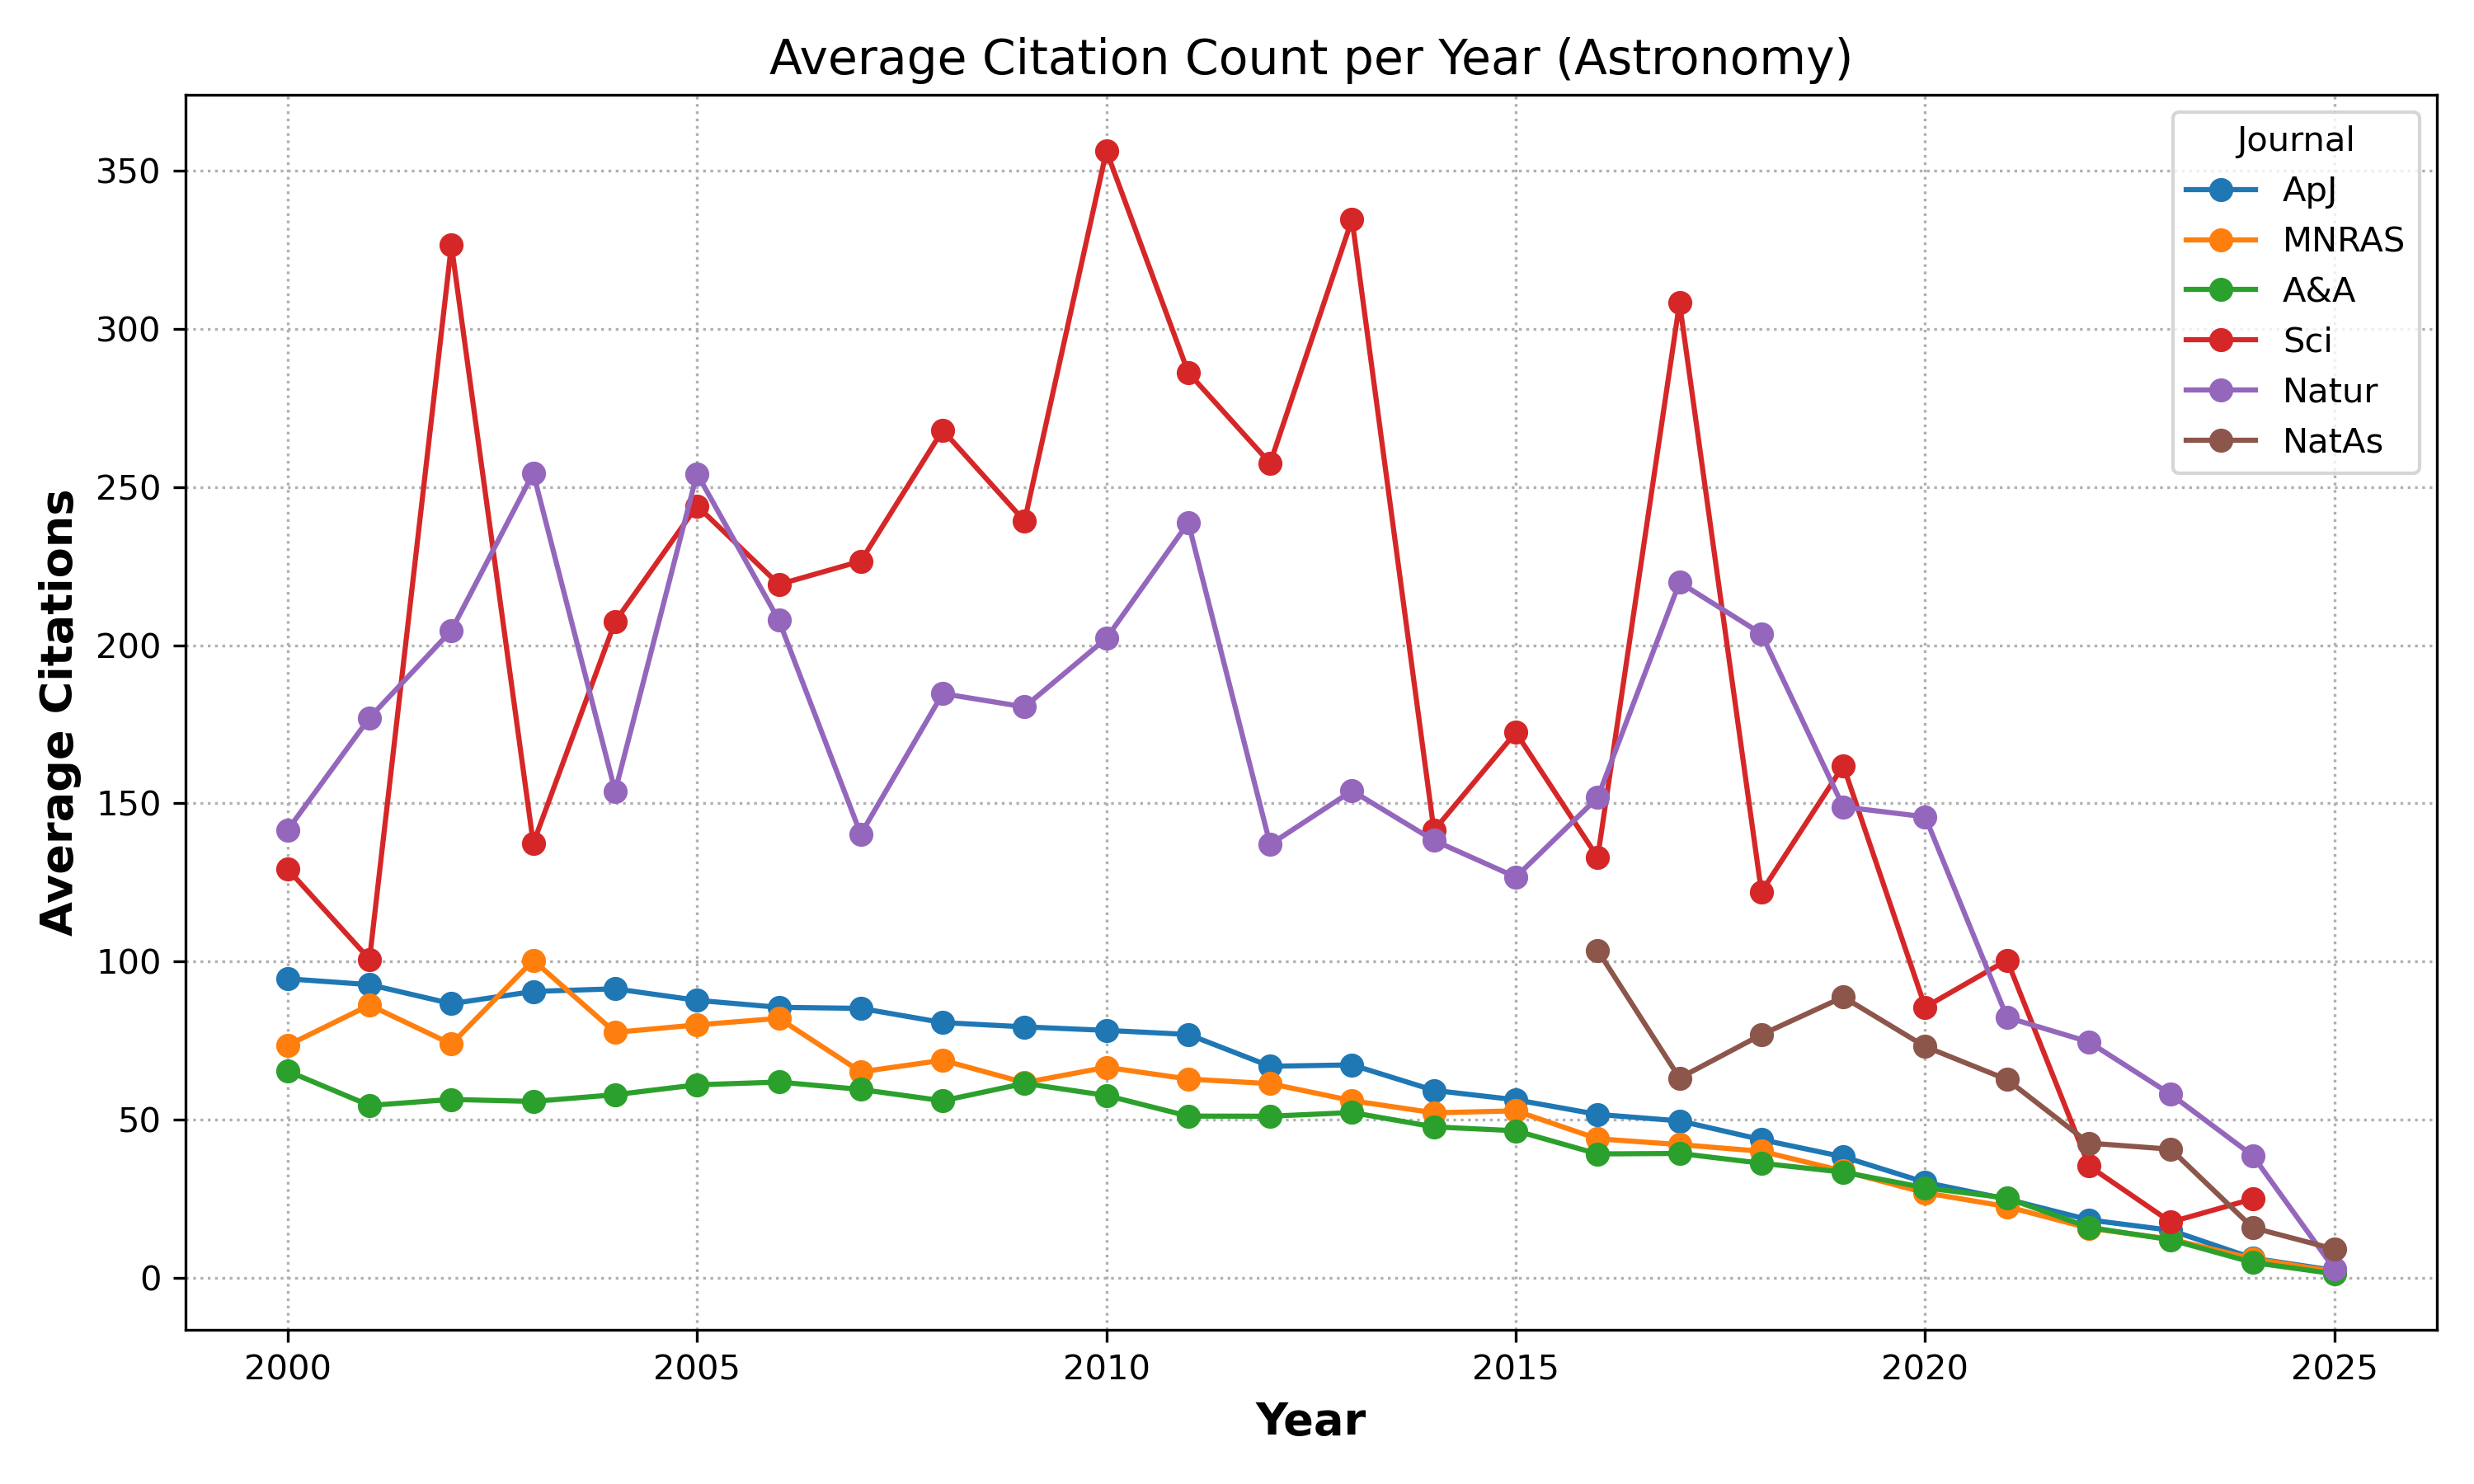 Average Citation Count per Year (Astronomy)
Average Citations
350
300
250
200
150
100
50
0
2000
2005
2010
2015
2020
2025
Year
Journal
ApJ
MNRAS
A&A
Sci
Natur
NatAs